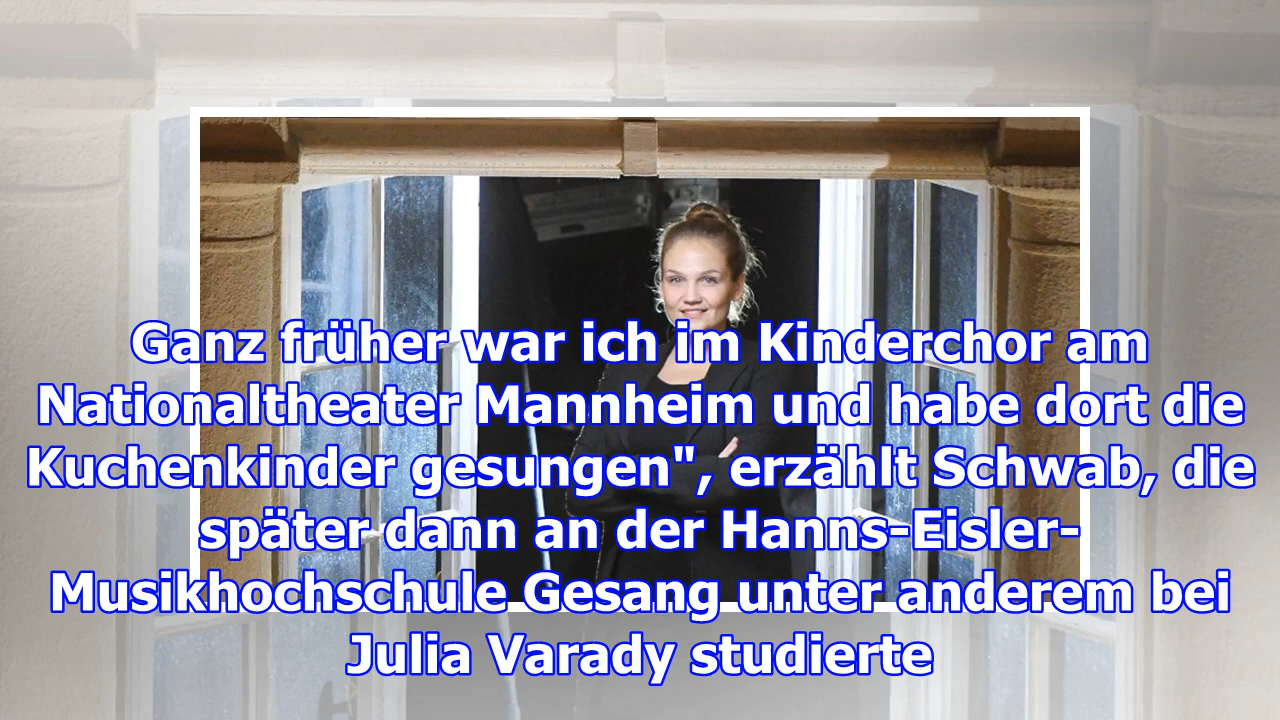 Ganz früher war ich im Kinderchor am
Nationaltheater Mannheim und habe dort die
Kuchenkinder gesungen", erzählt Schwab, die
später dann an der Hanns-Eisler-
Musikhochschule Gesang unter anderem bei
Julia Varady studierte